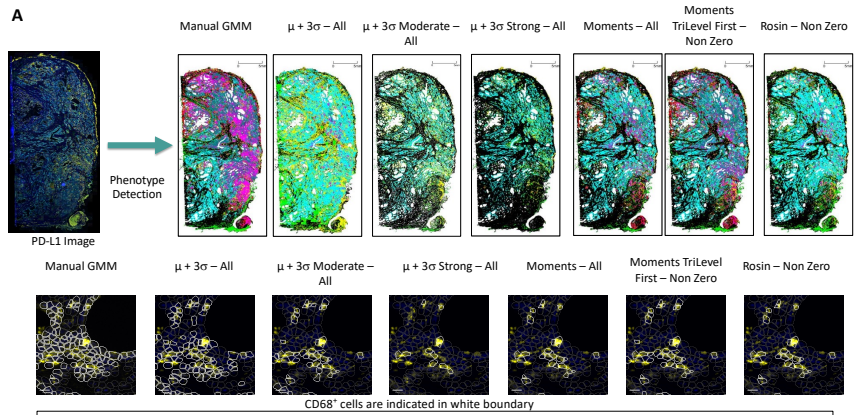 A
Manual GMM
μ + 3σ – All
μ + 3σ Moderate –
All
μ + 3σ Strong – All
Moments – All
Moments
TriLevel First –
Non Zero
Rosin – Non Zero
Phenotype
Detection
PD-L1 Image
Manual GMM
μ + 3σ – All
μ + 3σ Moderate –
All
μ + 3σ Strong – All
Moments – All
Moments TriLevel
First – Non Zero
Rosin – Non Zero
CD68⁺ cells are indicated in white boundary